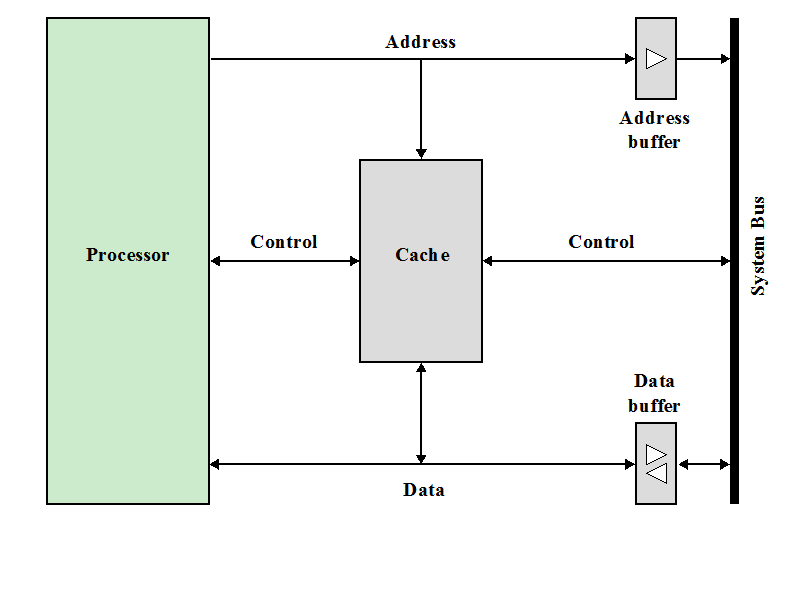 Address
Address
buffer
Processor
Control
Cache
Control
System Bus
Data
buffer
Data